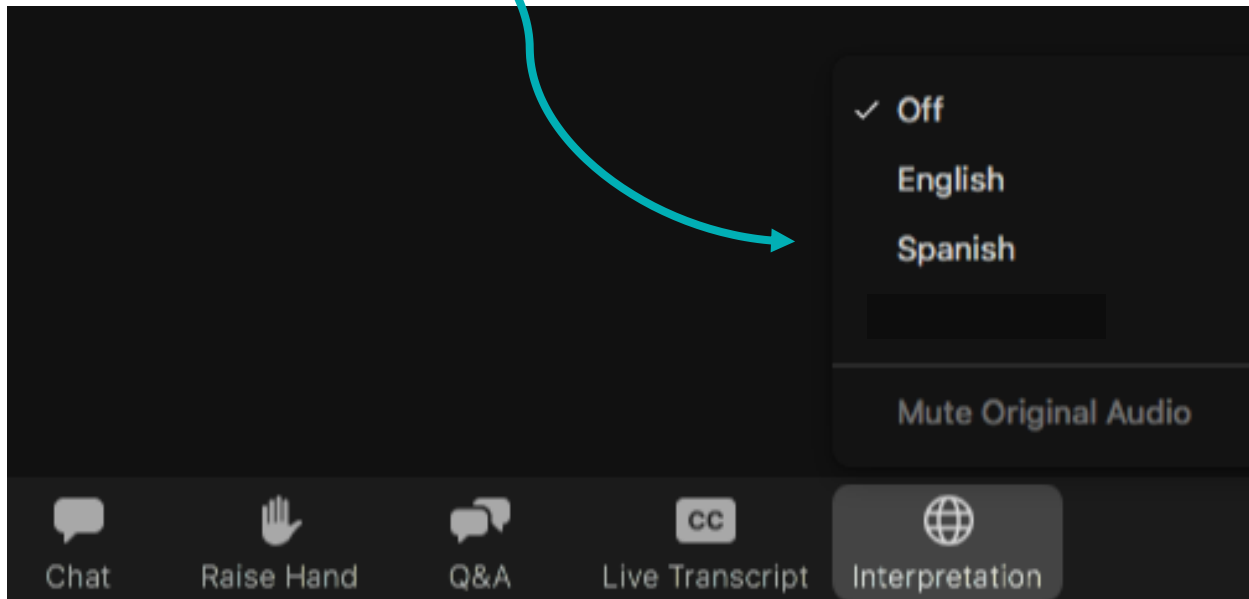 Off
English
Spanish
Mute Original Audio
CC
Chat Raise Hand Q&A Live Transcript Interpretation